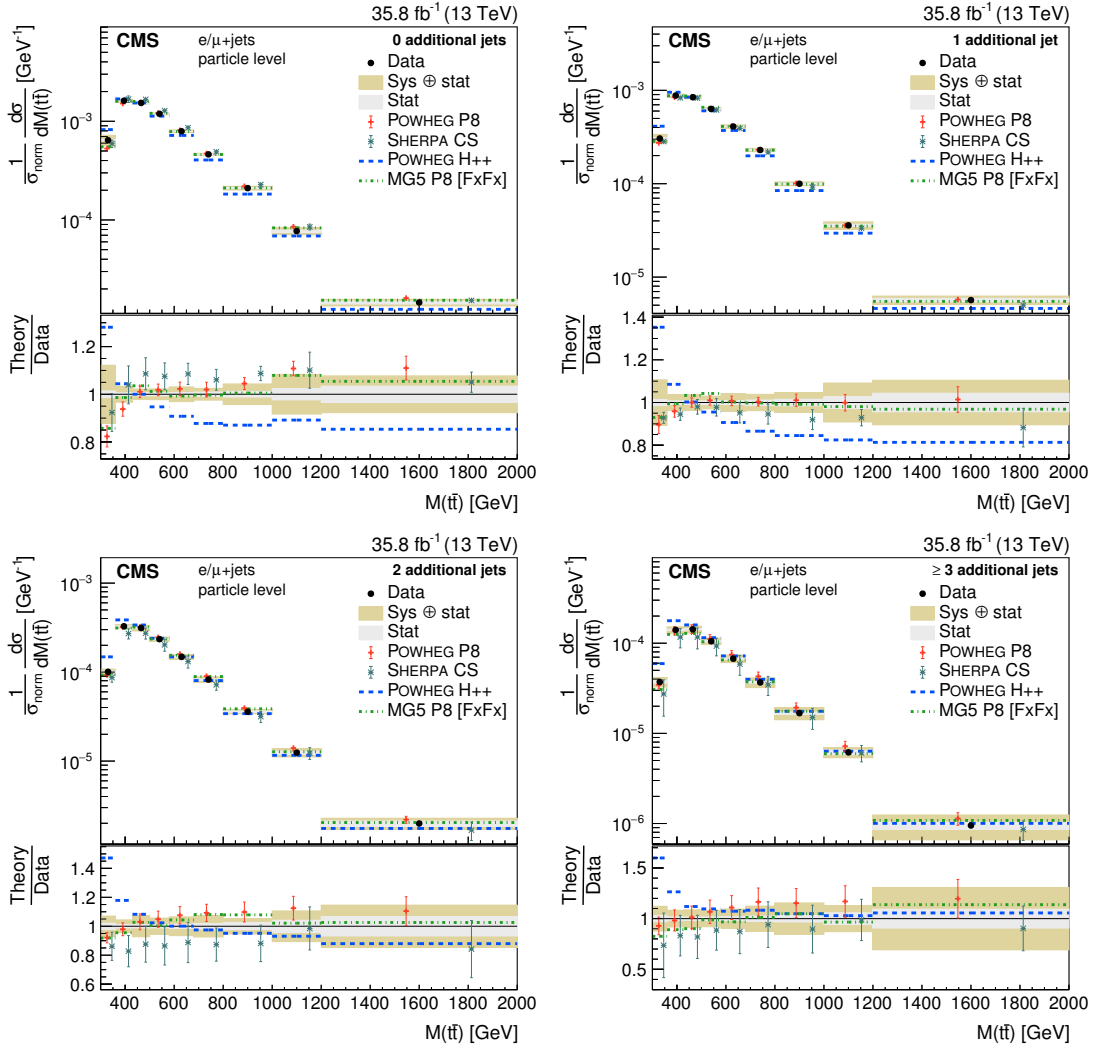 35.8 fb⁻¹ (13 TeV)
CMS e/μ+jets particle level 0 additional jets
Data
Sys ⊕ stat
Stat
POWHEG P8
SHERPA CS
POWHEG H++
MG5 P8 [FxFx]
1/σnorm dσ/dM(tt̄) [GeV⁻¹]
10⁻³
10⁻⁴
Theory/Data
1.2
1
0.8
400 600 800 1000 1200 1400 1600 1800 2000
M(tt̄) [GeV]
35.8 fb⁻¹ (13 TeV)
CMS e/μ+jets particle level 1 additional jet
Data
Sys ⊕ stat
Stat
POWHEG P8
SHERPA CS
POWHEG H++
MG5 P8 [FxFx]
1/σnorm dσ/dM(tt̄) [GeV⁻¹]
10⁻³
10⁻⁴
10⁻⁵
Theory/Data
1.4
1.2
1
0.8
400 600 800 1000 1200 1400 1600 1800 2000
M(tt̄) [GeV]
35.8 fb⁻¹ (13 TeV)
CMS e/μ+jets particle level 2 additional jets
Data
Sys ⊕ stat
Stat
POWHEG P8
SHERPA CS
POWHEG H++
MG5 P8 [FxFx]
1/σnorm dσ/dM(tt̄) [GeV⁻¹]
10⁻³
10⁻⁴
10⁻⁵
Theory/Data
1.4
1.2
1
0.8
0.6
400 600 800 1000 1200 1400 1600 1800 2000
M(tt̄) [GeV]
35.8 fb⁻¹ (13 TeV)
CMS e/μ+jets particle level ≥ 3 additional jets
Data
Sys ⊕ stat
Stat
POWHEG P8
SHERPA CS
POWHEG H++
MG5 P8 [FxFx]
1/σnorm dσ/dM(tt̄) [GeV⁻¹]
10⁻³
10⁻⁴
10⁻⁵
10⁻⁶
Theory/Data
1.5
1
0.5
400 600 800 1000 1200 1400 1600 1800 2000
M(tt̄) [GeV]